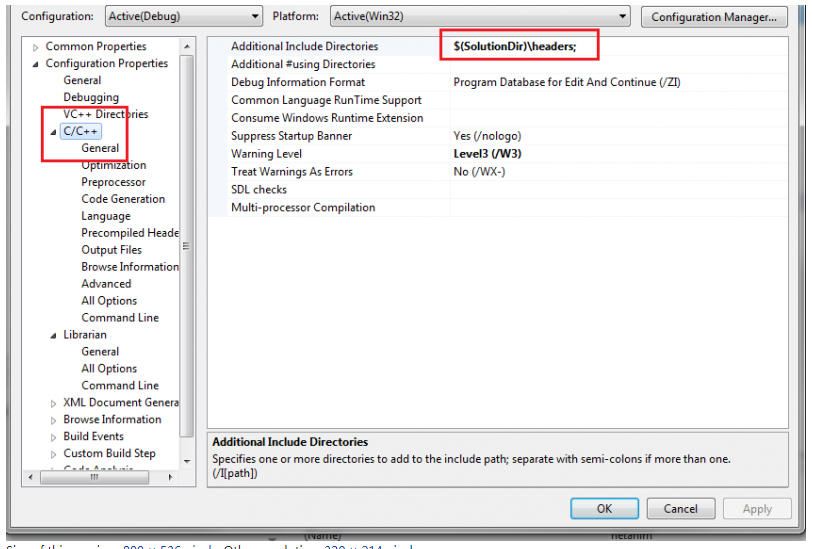 Configuration: Active(Debug) Platform: Active(Win32) Configuration Manager...
Common Properties
Configuration Properties
General
Debugging
VC++ Directories
C/C++
General
Optimization
Preprocessor
Code Generation
Language
Precompiled Heade
Output Files
Browse Information
Advanced
All Options
Command Line
Librarian
General
All Options
Command Line
XML Document Genera
Browse Information
Build Events
Custom Build Step
Code Analysis
Additional Include Directories $(SolutionDir)\headers;
Additional #using Directories
Debug Information Format Program Database for Edit And Continue (/ZI)
Common Language RunTime Support
Consume Windows Runtime Extension
Suppress Startup Banner Yes (/nologo)
Warning Level Level3 (/W3)
Treat Warnings As Errors No (/WX-)
SDL checks
Multi-processor Compilation
Additional Include Directories
Specifies one or more directories to add to the include path; separate with semi-colons if more than one.
(/I[path])
OK Cancel Apply
(Name) netanim